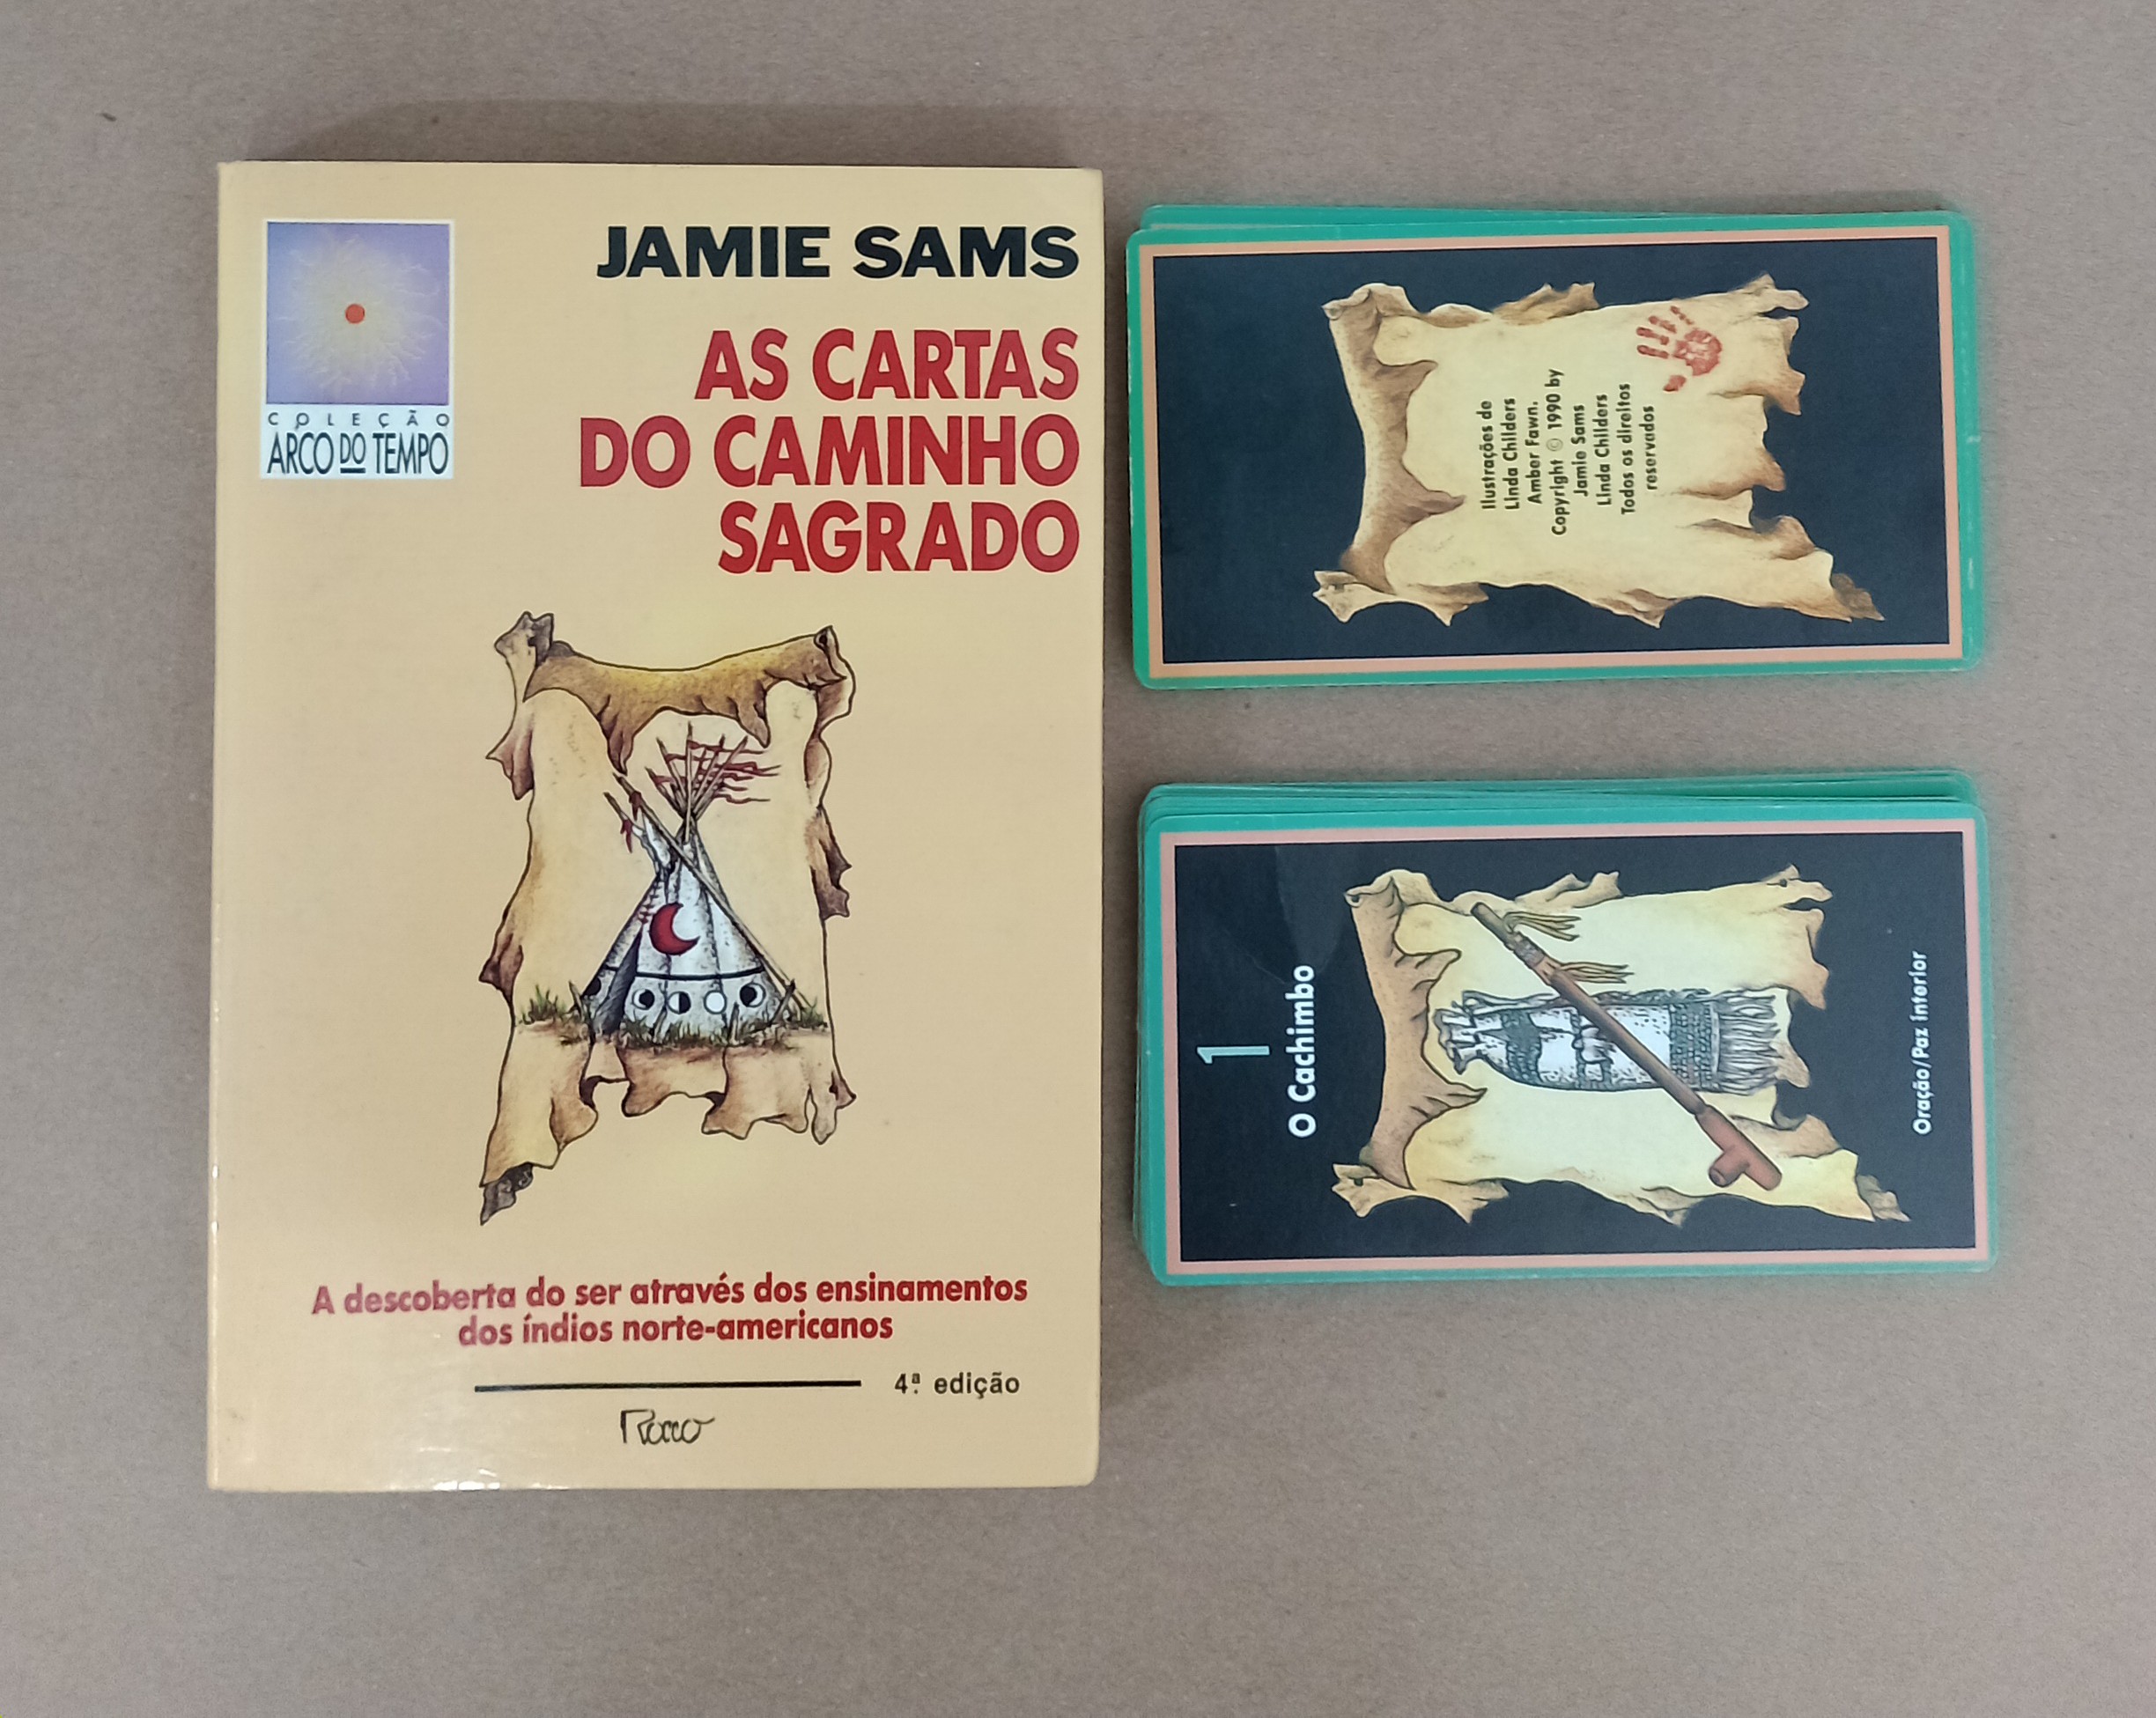 COLEÇÃO
ARCO DO TEMPO
JAMIE SAMS
AS CARTAS
DO CAMINHO
SAGRADO
A descoberta do ser através dos ensinamentos
dos índios norte-americanos
4ª edição
Rocco
Ilustrações de
Linda Childers
Amber Fawn.
Copyright © 1990 by
Jamie Sams
Linda Childers
Todos os direitos
reservados
1
O Cachimbo
Oração/Paz interior